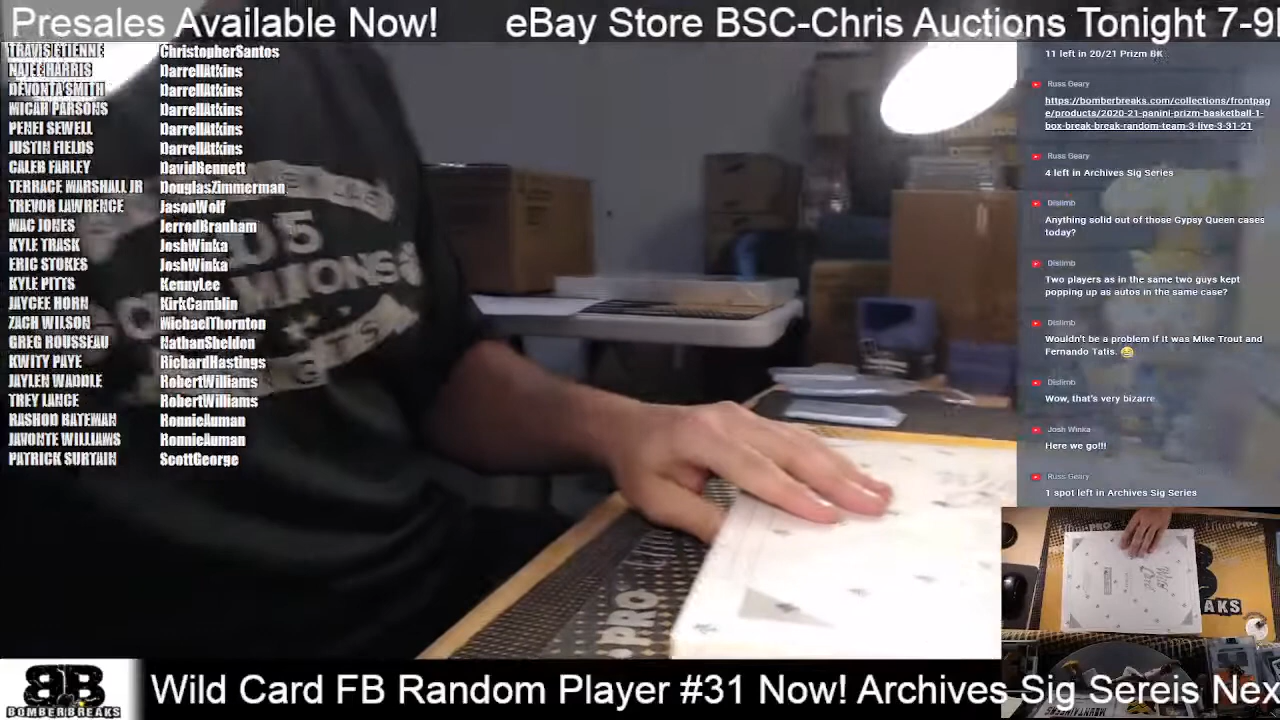 Presales Available Now! eBay Store BSC-Chris Auctions Tonight 7-9
TRAVIS ETIENNE ChristopherSantos
NAJEE HARRIS DarrellAtkins
DEVONTA SMITH DarrellAtkins
MICAH PARSONS DarrellAtkins
PENEI SEWELL DarrellAtkins
JUSTIN FIELDS DarrellAtkins
CALEB FARLEY DavidBennett
TERRACE MARSHALL JR DouglasZimmerman
TREVOR LAWRENCE JasonWolf
MAC JONES JerrodBranham
KYLE TRASK JoshWinka
ERIC STOKES JoshWinka
KYLE PITTS KennyLee
JAYCEE HORN KirkCamblin
ZACH WILSON MichaelThornton
GREG ROUSSEAU NathanSheldon
KWITY PAYE RichardHastings
JAYLEN WADDLE RobertWilliams
TREY LANCE RobertWilliams
RASHOD BATEMAN RonnieAuman
JAVONTE WILLIAMS RonnieAuman
PATRICK SURTAIN ScottGeorge
11 left in 20/21 Prizm BK
Russ Geary
https://bomberbreaks.com/collections/frontpag
e/products/2020-21-panini-prizm-basketball-1-
box-break-break-random-team-3-live-3-31-21
Russ Geary
4 left in Archives Sig Series
Dislimb
Anything solid out of those Gypsy Queen cases
today?
Dislimb
Two players as in the same two guys kept
popping up as autos in the same case?
Dislimb
Wouldn't be a problem if it was Mike Trout and
Fernando Tatis. 😂
Dislimb
Wow, that's very bizarre
Josh Winka
Here we go!!!
Russ Geary
1 spot left in Archives Sig Series
PRO
Wild
Card
AKS
BB
BOMBERBREAKS
Wild Card FB Random Player #31 Now! Archives Sig Sereis Nex